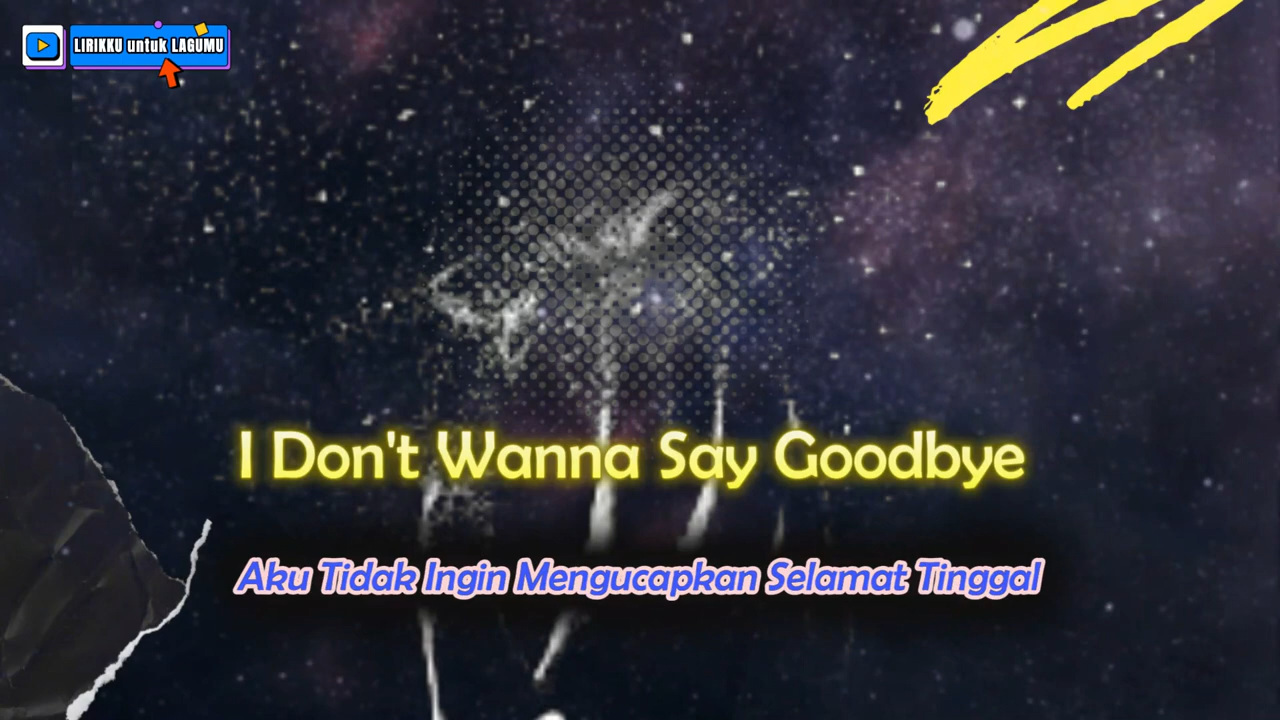 LIRIKKU untuk LAGUMU
I Don't Wanna Say Goodbye
Aku Tidak Ingin Mengucapkan Selamat Tinggal